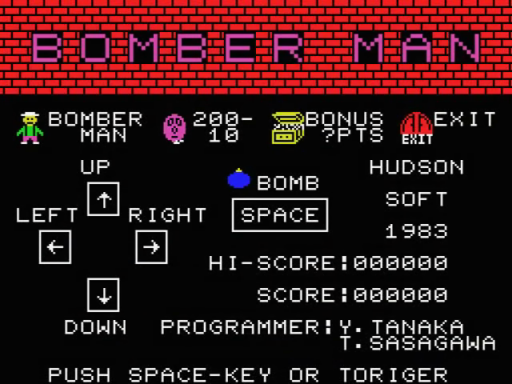 BOMBER MAN
BOMBER MAN
200-10
BONUS ?PTS
EXIT
EXIT
UP
LEFT
RIGHT
DOWN
BOMB
SPACE
HUDSON
SOFT
1983
HI-SCORE:000000
SCORE:000000
PROGRAMMER:Y.TANAKA
T.SASAGAWA
PUSH SPACE-KEY OR TORIGER